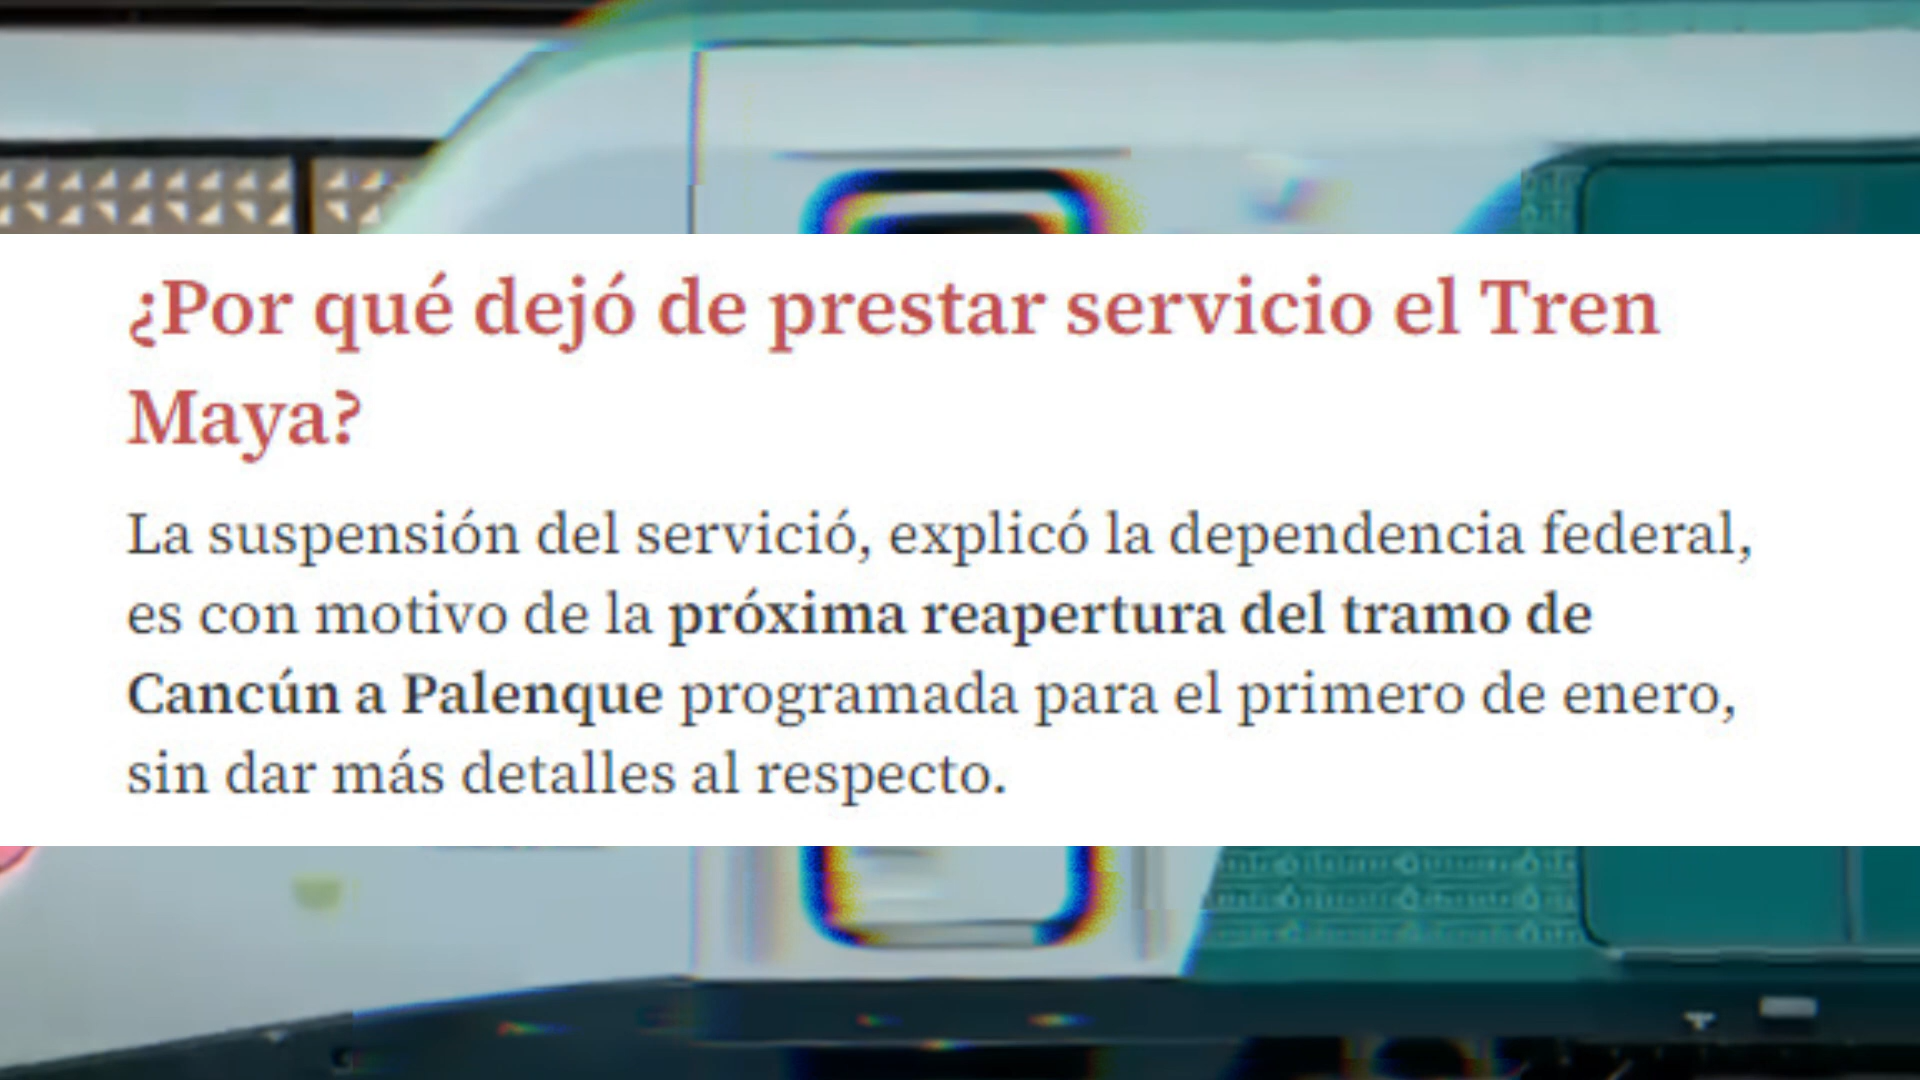 ¿Por qué dejó de prestar servicio el Tren
Maya?
La suspensión del servició, explicó la dependencia federal,
es con motivo de la próxima reapertura del tramo de
Cancún a Palenque programada para el primero de enero,
sin dar más detalles al respecto.